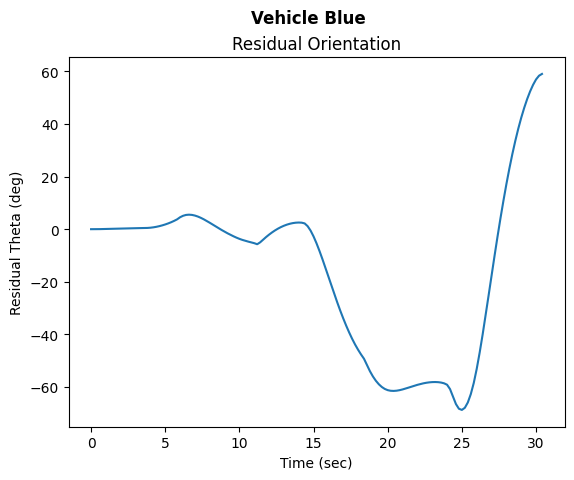 Vehicle Blue
Residual Orientation
Residual Theta (deg)
60
40
20
0
−20
−40
−60
0 5 10 15 20 25 30
Time (sec)